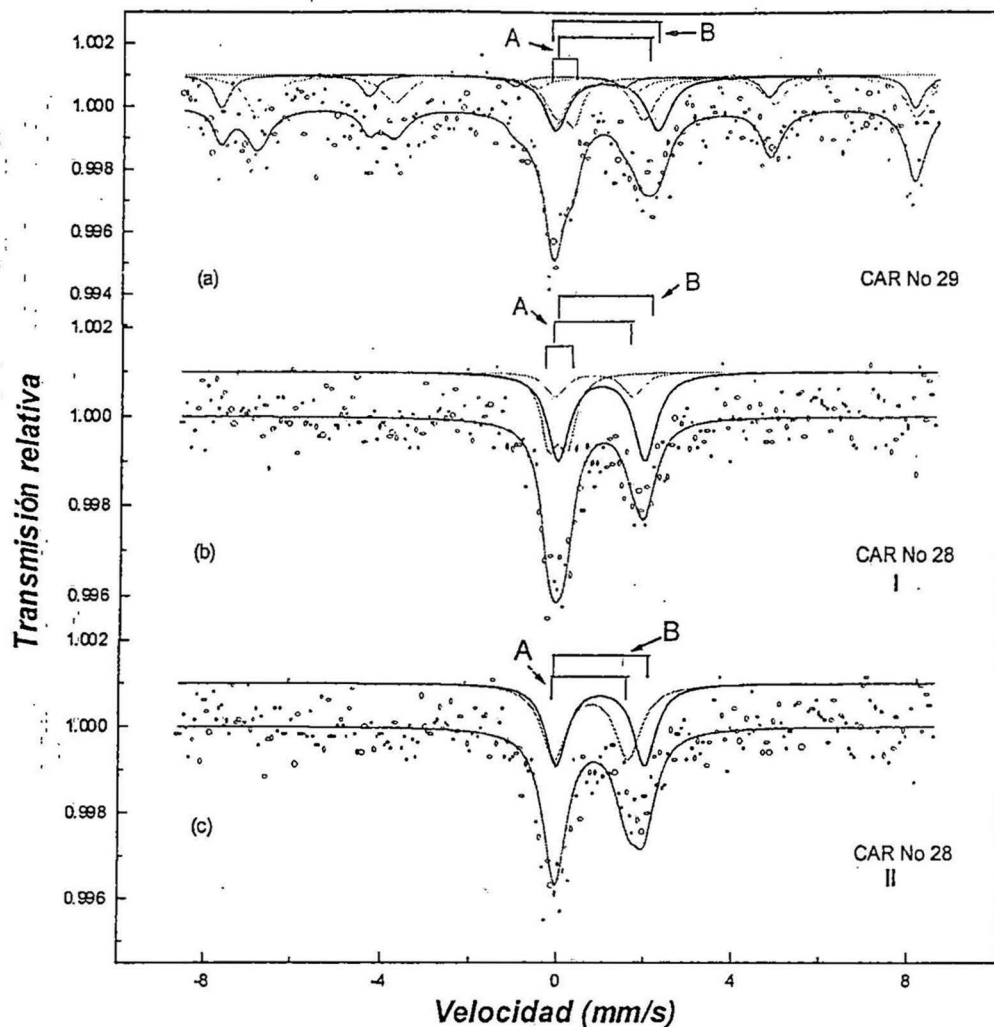 1.002
1.000
0.998
0.996
0.994
A
B
(a)
CAR No 29
1.002
1.000
0.998
0.996
A
B
(b)
CAR No 28
I
1.002
1.000
0.998
0.996
A
B
(c)
CAR No 28
II
Transmisión relativa
-8
-4
0
4
8
Velocidad (mm/s)